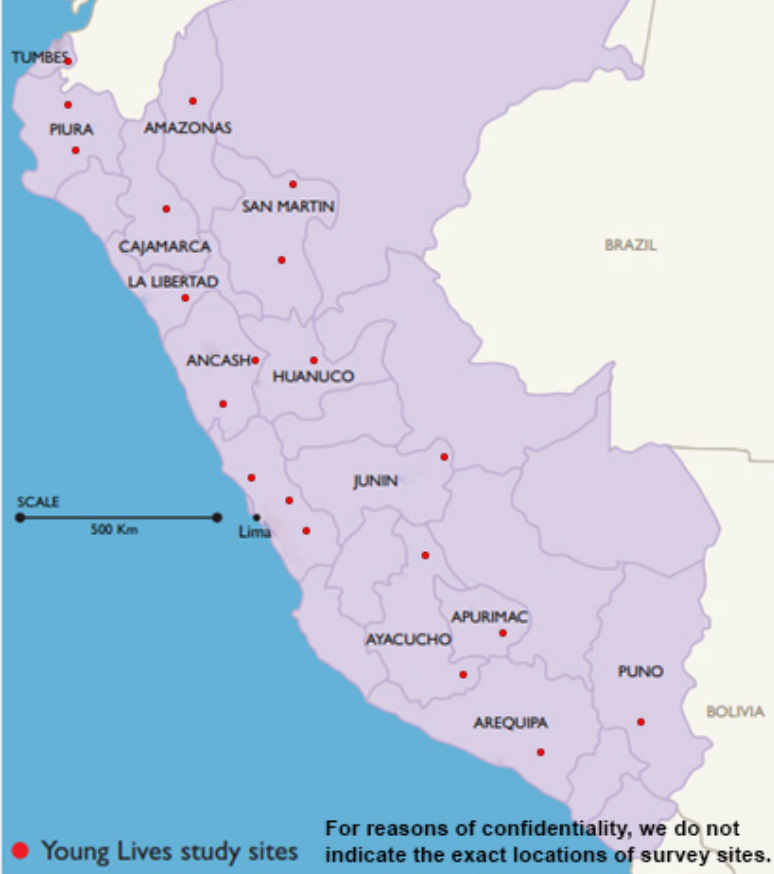 TUMBES
PIURA
AMAZONAS
SAN MARTIN
CAJAMARCA
BRAZIL
LA LIBERTAD
ANCASH
HUANUCO
JUNIN
SCALE
500 Km
Lima
APURIMAC
AYACUCHO
PUNO
BOLIVIA
AREQUIPA
Young Lives study sites
For reasons of confidentiality, we do not
indicate the exact locations of survey sites.